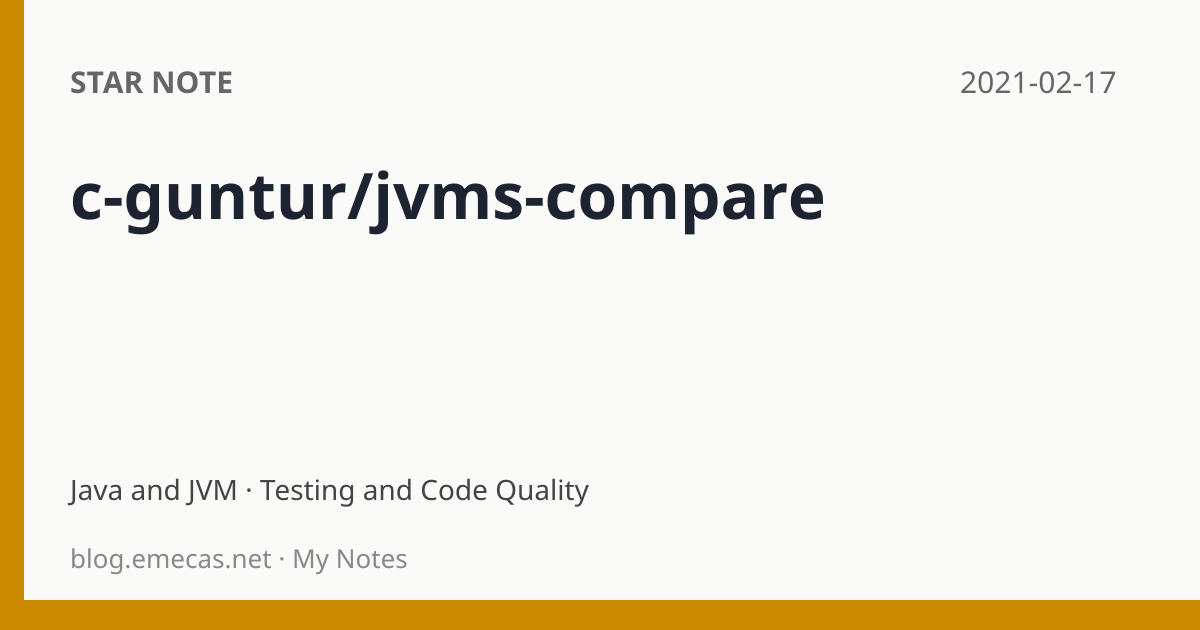 STAR NOTE
2021-02-17
c-guntur/jvms-compare
Java and JVM · Testing and Code Quality
blog.emecas.net · My Notes